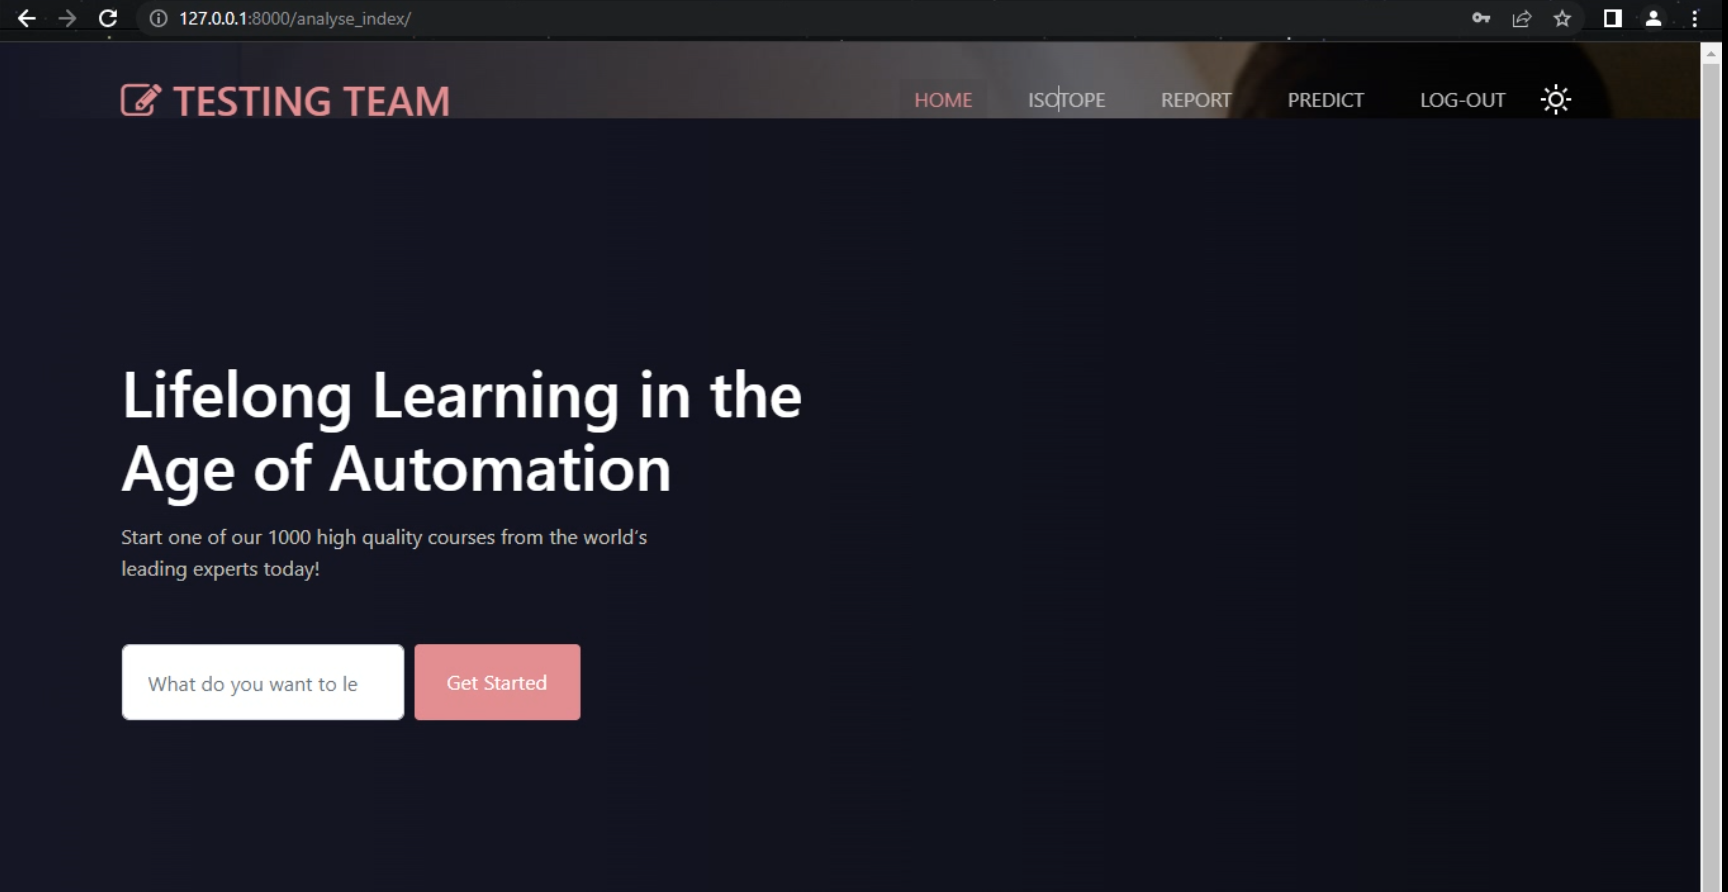 127.0.0.1:8000/analyse_index/
TESTING TEAM
HOME ISOTOPE REPORT PREDICT LOG-OUT
Lifelong Learning in the
Age of Automation
Start one of our 1000 high quality courses from the world’s
leading experts today!
What do you want to le
Get Started